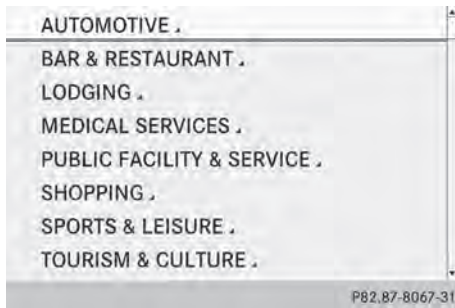 AUTOMOTIVE
BAR & RESTAURANT
LODGING
MEDICAL SERVICES
PUBLIC FACILITY & SERVICE
SHOPPING
SPORTS & LEISURE
TOURISM & CULTURE
P82.87-8067-31